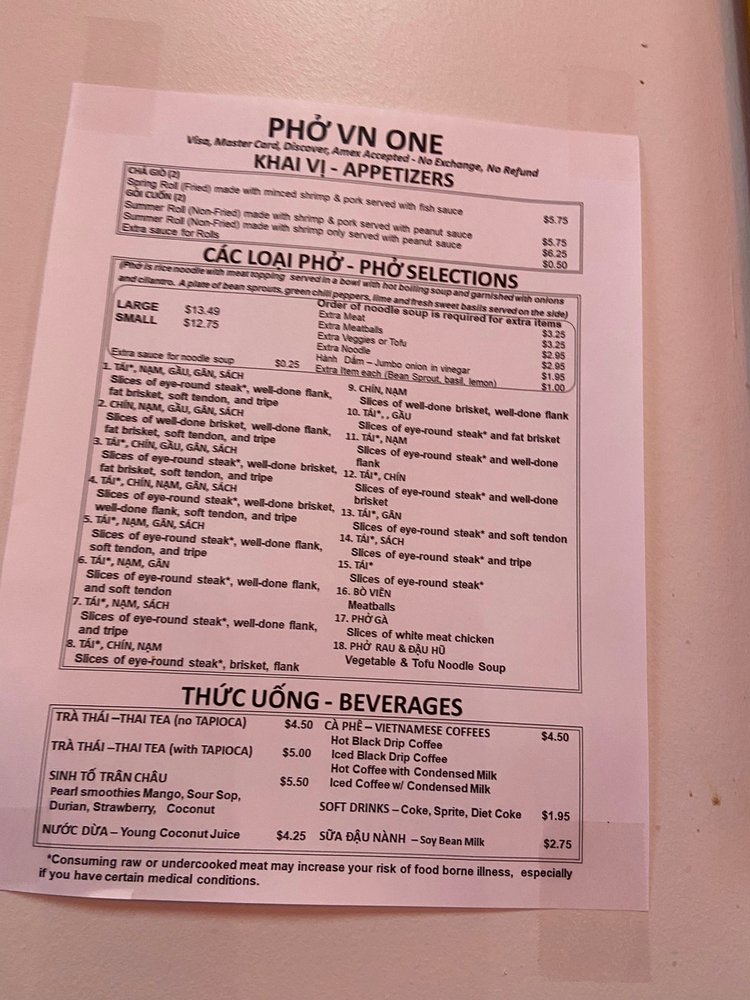 PHỞ VN ONE
Visa, Master Card, Discover, Amex Accepted - No Exchange, No Refund
KHAI VỊ - APPETIZERS
CHẢ GIÒ (2)
Spring Roll (Fried) made with minced shrimp & pork served with fish sauce $5.75
GỎI CUỐN (2)
Summer Roll (Non-Fried) made with shrimp & pork served with peanut sauce $5.75
Summer Roll (Non-Fried) made with shrimp only served with peanut sauce $6.25
Extra sauce for Rolls $0.50
CÁC LOẠI PHỞ - PHỞ SELECTIONS
(Phở is rice noodle with meat topping served in a bowl with hot boiling soup and garnished with onions
and cilantro. A plate of bean sprouts, green chili peppers, lime and fresh sweet basils served on the side)
LARGE $13.49
SMALL $12.75
Extra sauce for noodle soup $0.25
Order of noodle soup is required for extra items
Extra Meat $3.25
Extra Meatballs $3.25
Extra Veggies or Tofu $2.95
Extra Noodle $2.95
Hành Dấm – Jumbo onion in vinegar $1.95
Extra Item each (Bean Sprout, basil, lemon) $1.00
1. TÁI*, NẠM, GẦU, GÂN, SÁCH
Slices of eye-round steak*, well-done flank,
fat brisket, soft tendon, and tripe
2. CHÍN, NẠM, GẦU, GÂN, SÁCH
Slices of well-done brisket, well-done flank,
fat brisket, soft tendon, and tripe
3. TÁI*, CHÍN, GẦU, GÂN, SÁCH
Slices of eye-round steak*, well-done brisket,
fat brisket, soft tendon, and tripe
4. TÁI*, CHÍN, NẠM, GÂN, SÁCH
Slices of eye-round steak*, well-done brisket,
well-done flank, soft tendon, and tripe
5. TÁI*, NẠM, GÂN, SÁCH
Slices of eye-round steak*, well-done flank,
soft tendon, and tripe
6. TÁI*, NẠM, GÂN
Slices of eye-round steak*, well-done flank,
and soft tendon
7. TÁI*, NẠM, SÁCH
Slices of eye-round steak*, well-done flank,
and tripe
8. TÁI*, CHÍN, NẠM
Slices of eye-round steak*, brisket, flank
9. CHÍN, NẠM
Slices of well-done brisket, well-done flank
10. TÁI*, , GẦU
Slices of eye-round steak* and fat brisket
11. TÁI*, NẠM
Slices of eye-round steak* and well-done
flank
12. TÁI*, CHÍN
Slices of eye-round steak* and well-done
brisket
13. TÁI*, GÂN
Slices of eye-round steak* and soft tendon
14. TÁI*, SÁCH
Slices of eye-round steak* and tripe
15. TÁI*
Slices of eye-round steak*
16. BÒ VIÊN
Meatballs
17. PHỞ GÀ
Slices of white meat chicken
18. PHỞ RAU & ĐẬU HŨ
Vegetable & Tofu Noodle Soup
THỨC UỐNG - BEVERAGES
TRÀ THÁI –THAI TEA (no TAPIOCA) $4.50
TRÀ THÁI –THAI TEA (with TAPIOCA) $5.00
SINH TỐ TRÂN CHÂU $5.50
Pearl smoothies Mango, Sour Sop,
Durian, Strawberry, Coconut
NƯỚC DỪA – Young Coconut Juice $4.25
CÀ PHÊ – VIETNAMESE COFFEES $4.50
Hot Black Drip Coffee
Iced Black Drip Coffee
Hot Coffee with Condensed Milk
Iced Coffee w/ Condensed Milk
SOFT DRINKS – Coke, Sprite, Diet Coke $1.95
SỮA ĐẬU NÀNH – Soy Bean Milk $2.75
*Consuming raw or undercooked meat may increase your risk of food borne illness, especially
if you have certain medical conditions.